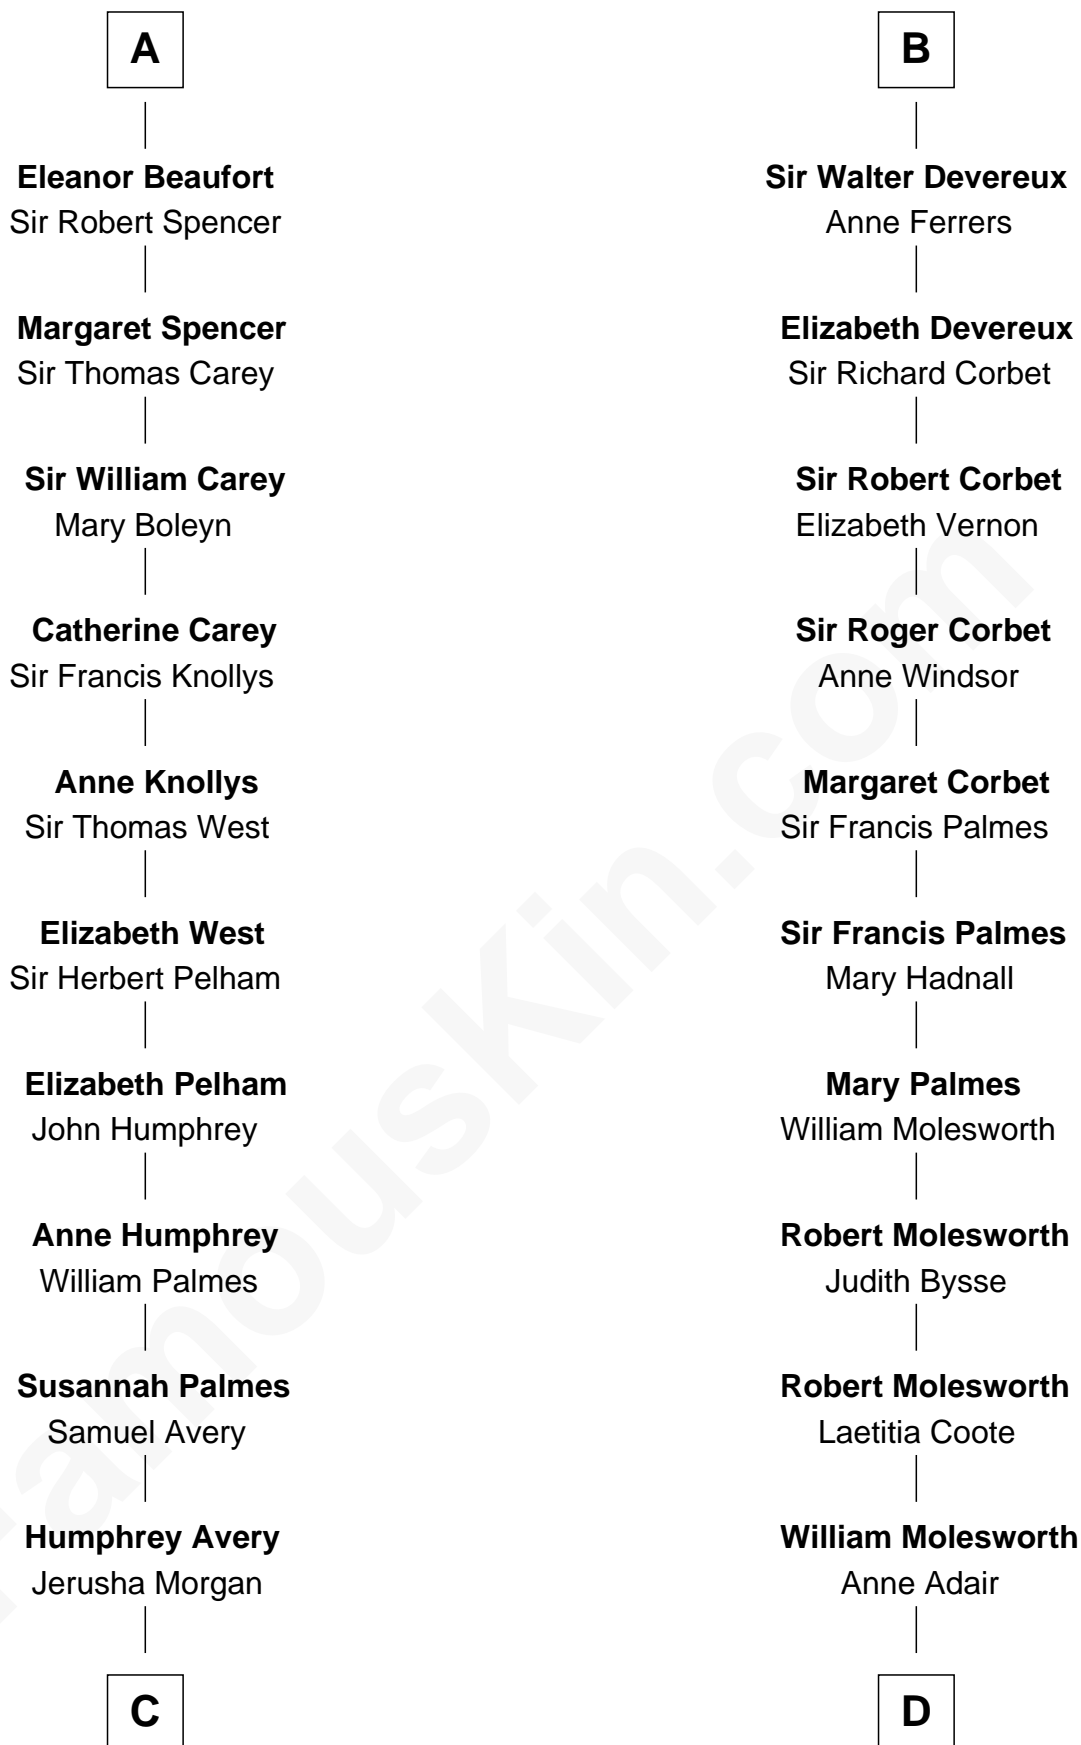 A
Eleanor Beaufort
Sir Robert Spencer
Margaret Spencer
Sir Thomas Carey
Sir William Carey
Mary Boleyn
Catherine Carey
Sir Francis Knollys
Anne Knollys
Sir Thomas West
Elizabeth West
Sir Herbert Pelham
Elizabeth Pelham
John Humphrey
Anne Humphrey
William Palmes
Susannah Palmes
Samuel Avery
Humphrey Avery
Jerusha Morgan
C
B
Sir Walter Devereux
Anne Ferrers
Elizabeth Devereux
Sir Richard Corbet
Sir Robert Corbet
Elizabeth Vernon
Sir Roger Corbet
Anne Windsor
Margaret Corbet
Sir Francis Palmes
Sir Francis Palmes
Mary Hadnall
Mary Palmes
William Molesworth
Robert Molesworth
Judith Bysse
Robert Molesworth
Laetitia Coote
William Molesworth
Anne Adair
D
FamousKin.com